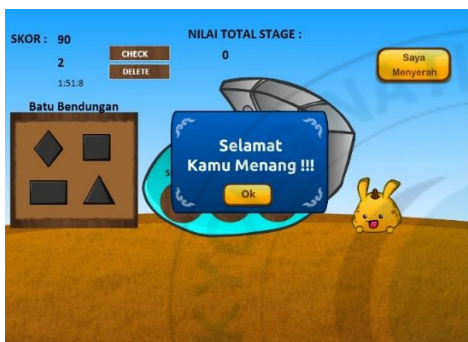 SKOR : 90
2
1:51:8
CHECK
DELETE
NILAI TOTAL STAGE :
0
Saya
Menyerah
Batu Bendungan
Selamat
Kamu Menang !!!
Ok